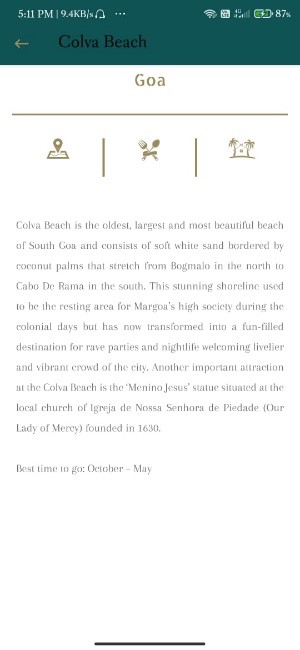 5:11 PM | 9.4KB/s ... 4G 87%
Colva Beach
Goa
Colva Beach is the oldest, largest and most beautiful beach
of South Goa and consists of soft white sand bordered by
coconut palms that stretch from Bogmalo in the north to
Cabo De Rama in the south. This stunning shoreline used
to be the resting area for Margoa's high society during the
colonial days but has now transformed into a fun-filled
destination for rave parties and nightlife welcoming livelier
and vibrant crowd of the city. Another important attraction
at the Colva Beach is the 'Menino Jesus' statue situated at the
local church of Igreja de Nossa Senhora de Piedade (Our
Lady of Mercy) founded in 1630.
Best time to go: October – May